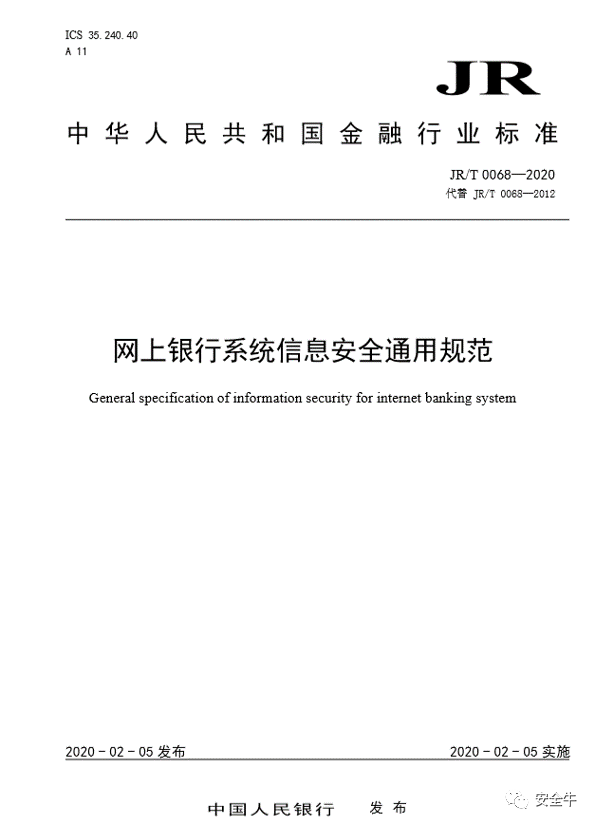 ICS 35.240.40
A 11
JR
中华人民共和国金融行业标准
JR/T 0068—2020
代替 JR/T 0068—2012
网上银行系统信息安全通用规范
General specification of information security for internet banking system
2020-02-05 发布
2020-02-05 实施
中国人民银行 发布
安全牛